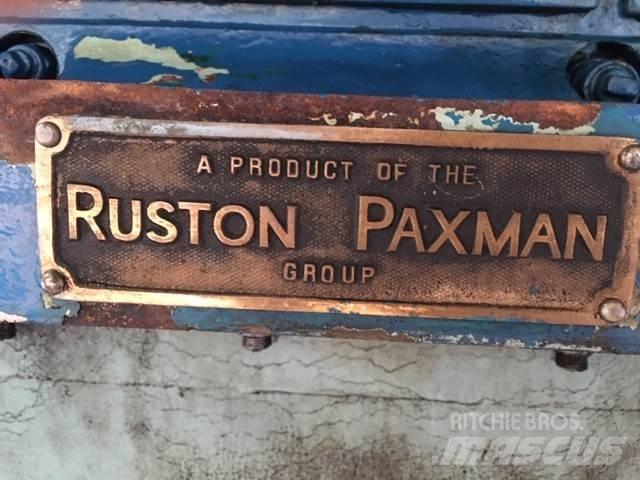 A PRODUCT OF THE
RUSTON PAXMAN
GROUP
RITCHIE BROS.
mascus